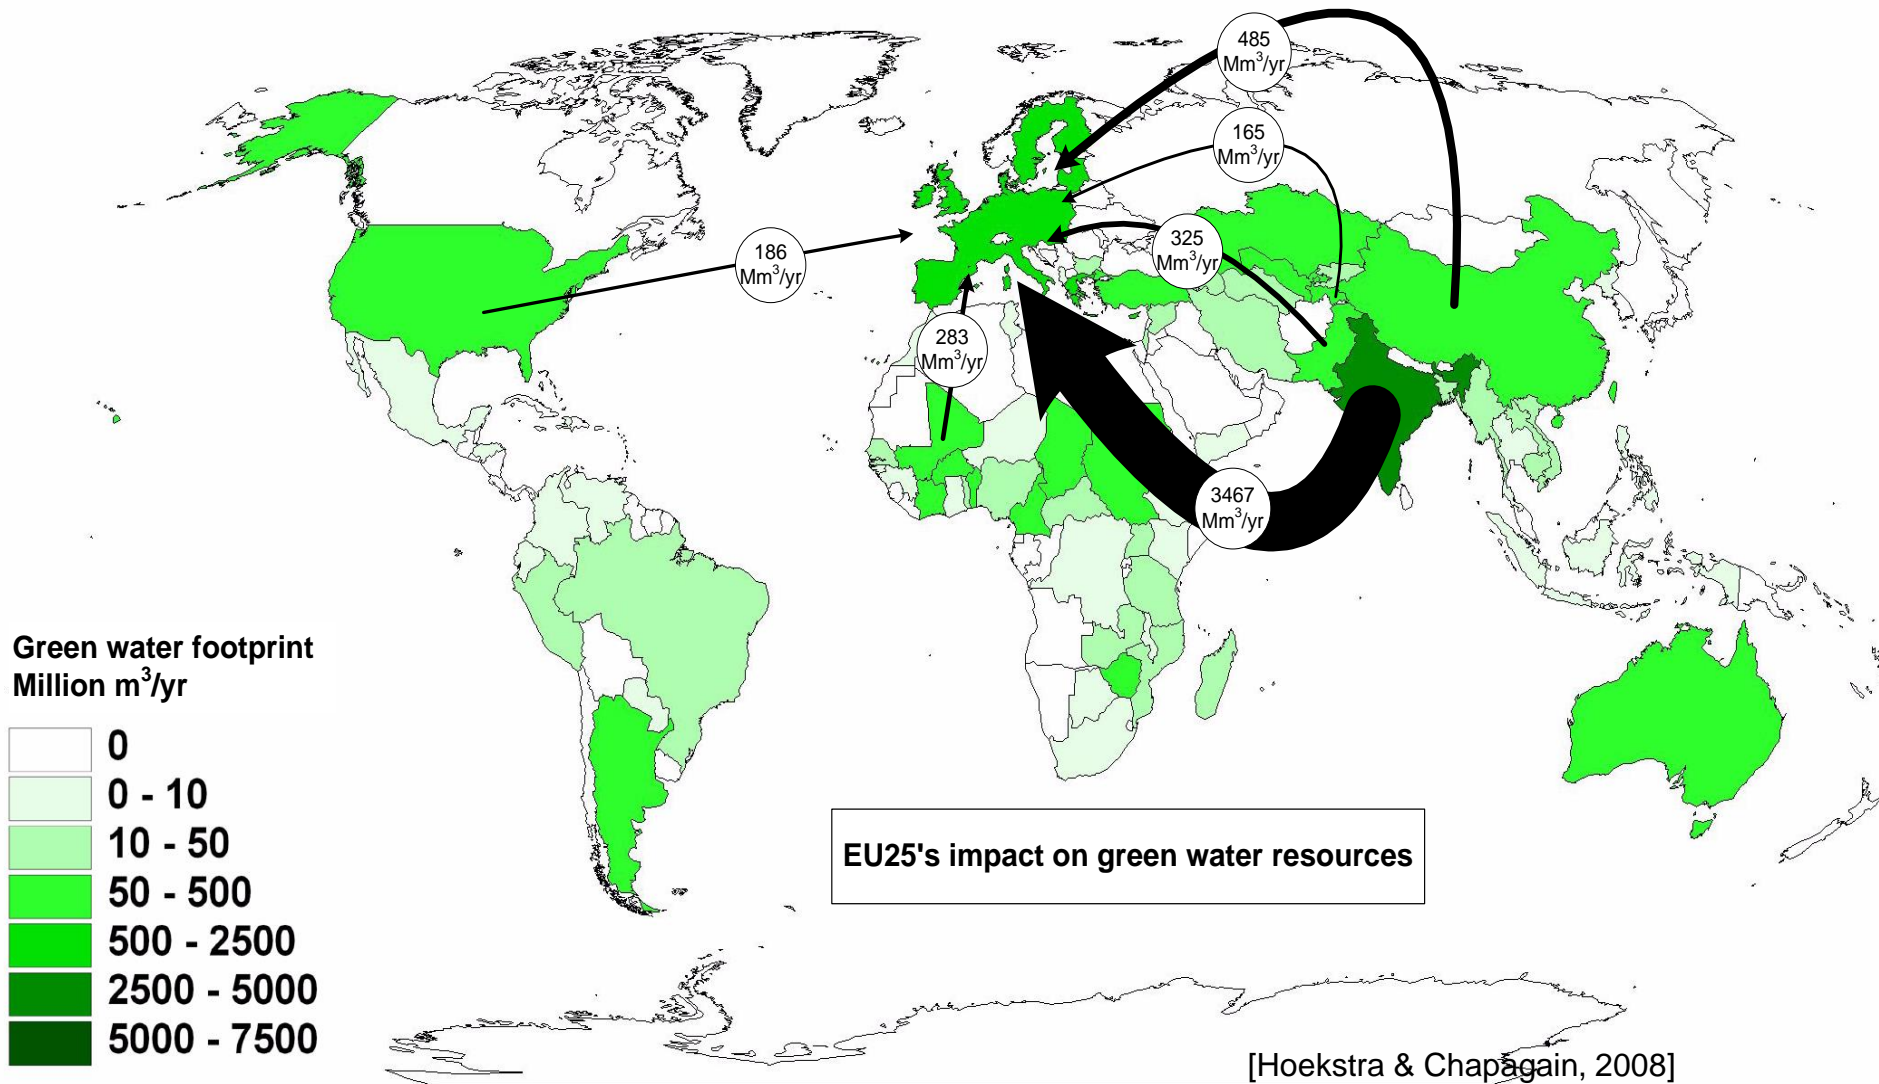 485
Mm³/yr
165
Mm³/yr
325
Mm³/yr
186
Mm³/yr
283
Mm³/yr
3467
Mm³/yr
Green water footprint
Million m³/yr
0
0 - 10
10 - 50
50 - 500
500 - 2500
2500 - 5000
5000 - 7500
EU25's impact on green water resources
[Hoekstra & Chapagain, 2008]